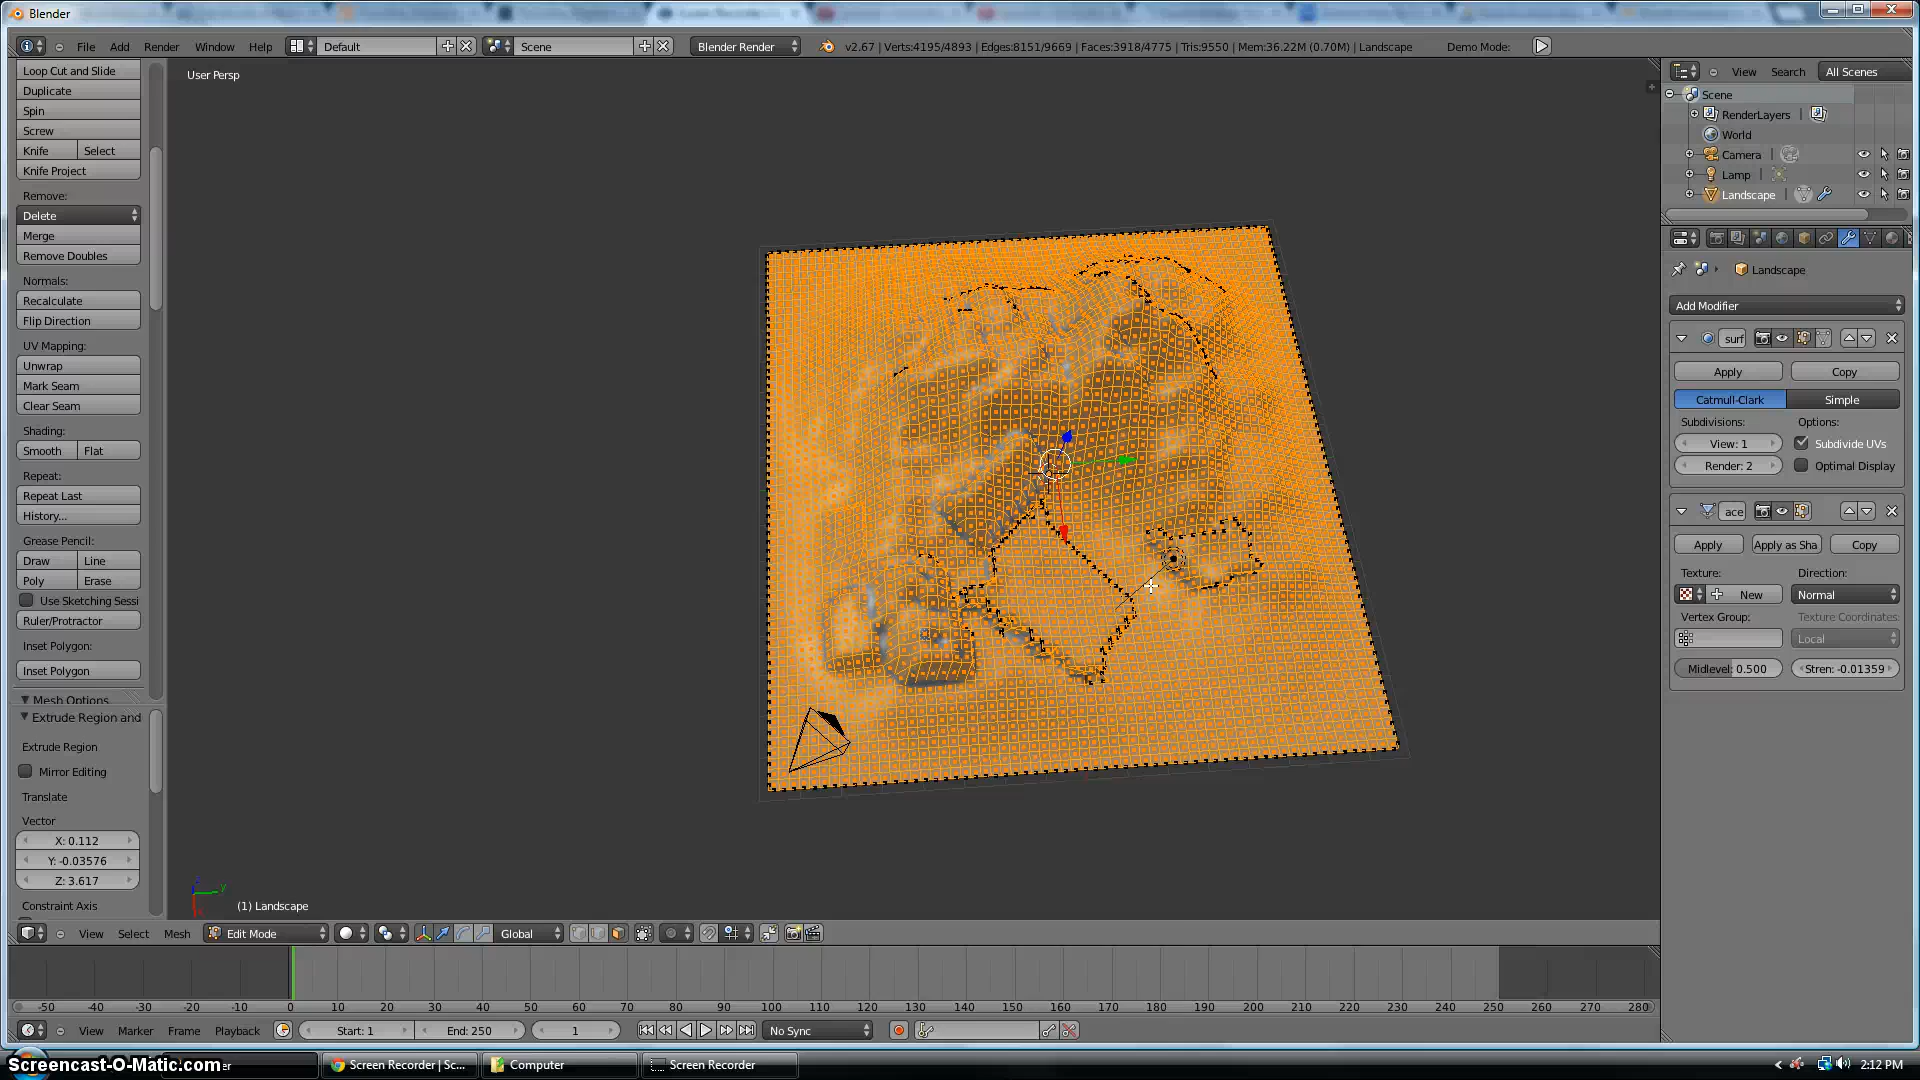 Blender
File Add Render Window Help Default Scene Blender Render v2.67 | Verts:4195/4893 | Edges:8151/9669 | Faces:3918/4775 | Tris:9550 | Mem:36.22M (0.70M) | Landscape Demo Mode:
Loop Cut and Slide
Duplicate
Spin
Screw
Knife Select
Knife Project
Remove:
Delete
Merge
Remove Doubles
Normals:
Recalculate
Flip Direction
UV Mapping:
Unwrap
Mark Seam
Clear Seam
Shading:
Smooth Flat
Repeat:
Repeat Last
History...
Grease Pencil:
Draw Line
Poly Erase
Use Sketching Sessi
Ruler/Protractor
Inset Polygon:
Inset Polygon
Mesh Options
Extrude Region and
Extrude Region
Mirror Editing
Translate
Vector
X: 0.112
Y: -0.03576
Z: 3.617
Constraint Axis
User Persp
(1) Landscape
View Search All Scenes
Scene
RenderLayers |
World
Camera |
Lamp |
Landscape |
Landscape
Add Modifier
surf
Apply Copy
Catmull-Clark Simple
Subdivisions: Options:
View: 1 Subdivide UVs
Render: 2 Optimal Display
ace
Apply Apply as Sha Copy
Texture: Direction:
New Normal
Vertex Group: Texture Coordinates:
Local
Midlevel: 0.500 Stren: -0.01359
View Select Mesh Edit Mode Global
-50 -40 -30 -20 -10 0 10 20 30 40 50 60 70 80 90 100 110 120 130 140 150 160 170 180 190 200 210 220 230 240 250 260 270 280
View Marker Frame Playback Start: 1 End: 250 1 No Sync
Screencast-O-Matic.com er Screen Recorder | Sc... Computer Screen Recorder 2:12 PM